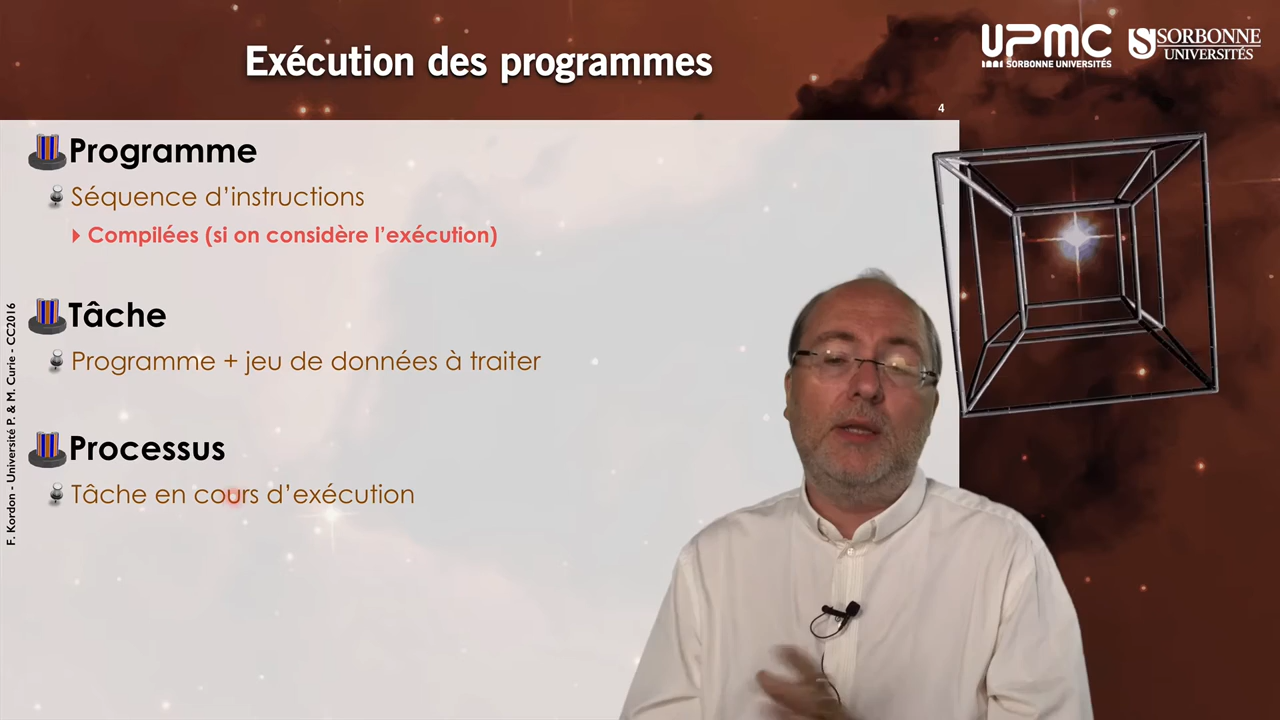 Exécution des programmes
UPMC
SORBONNE UNIVERSITÉS
SORBONNE
UNIVERSITÉS
4
Programme
Séquence d’instructions
Compilées (si on considère l’exécution)
Tâche
Programme + jeu de données à traiter
Processus
Tâche en cours d’exécution
F. Kordon - Université P. & M. Curie - CC2016